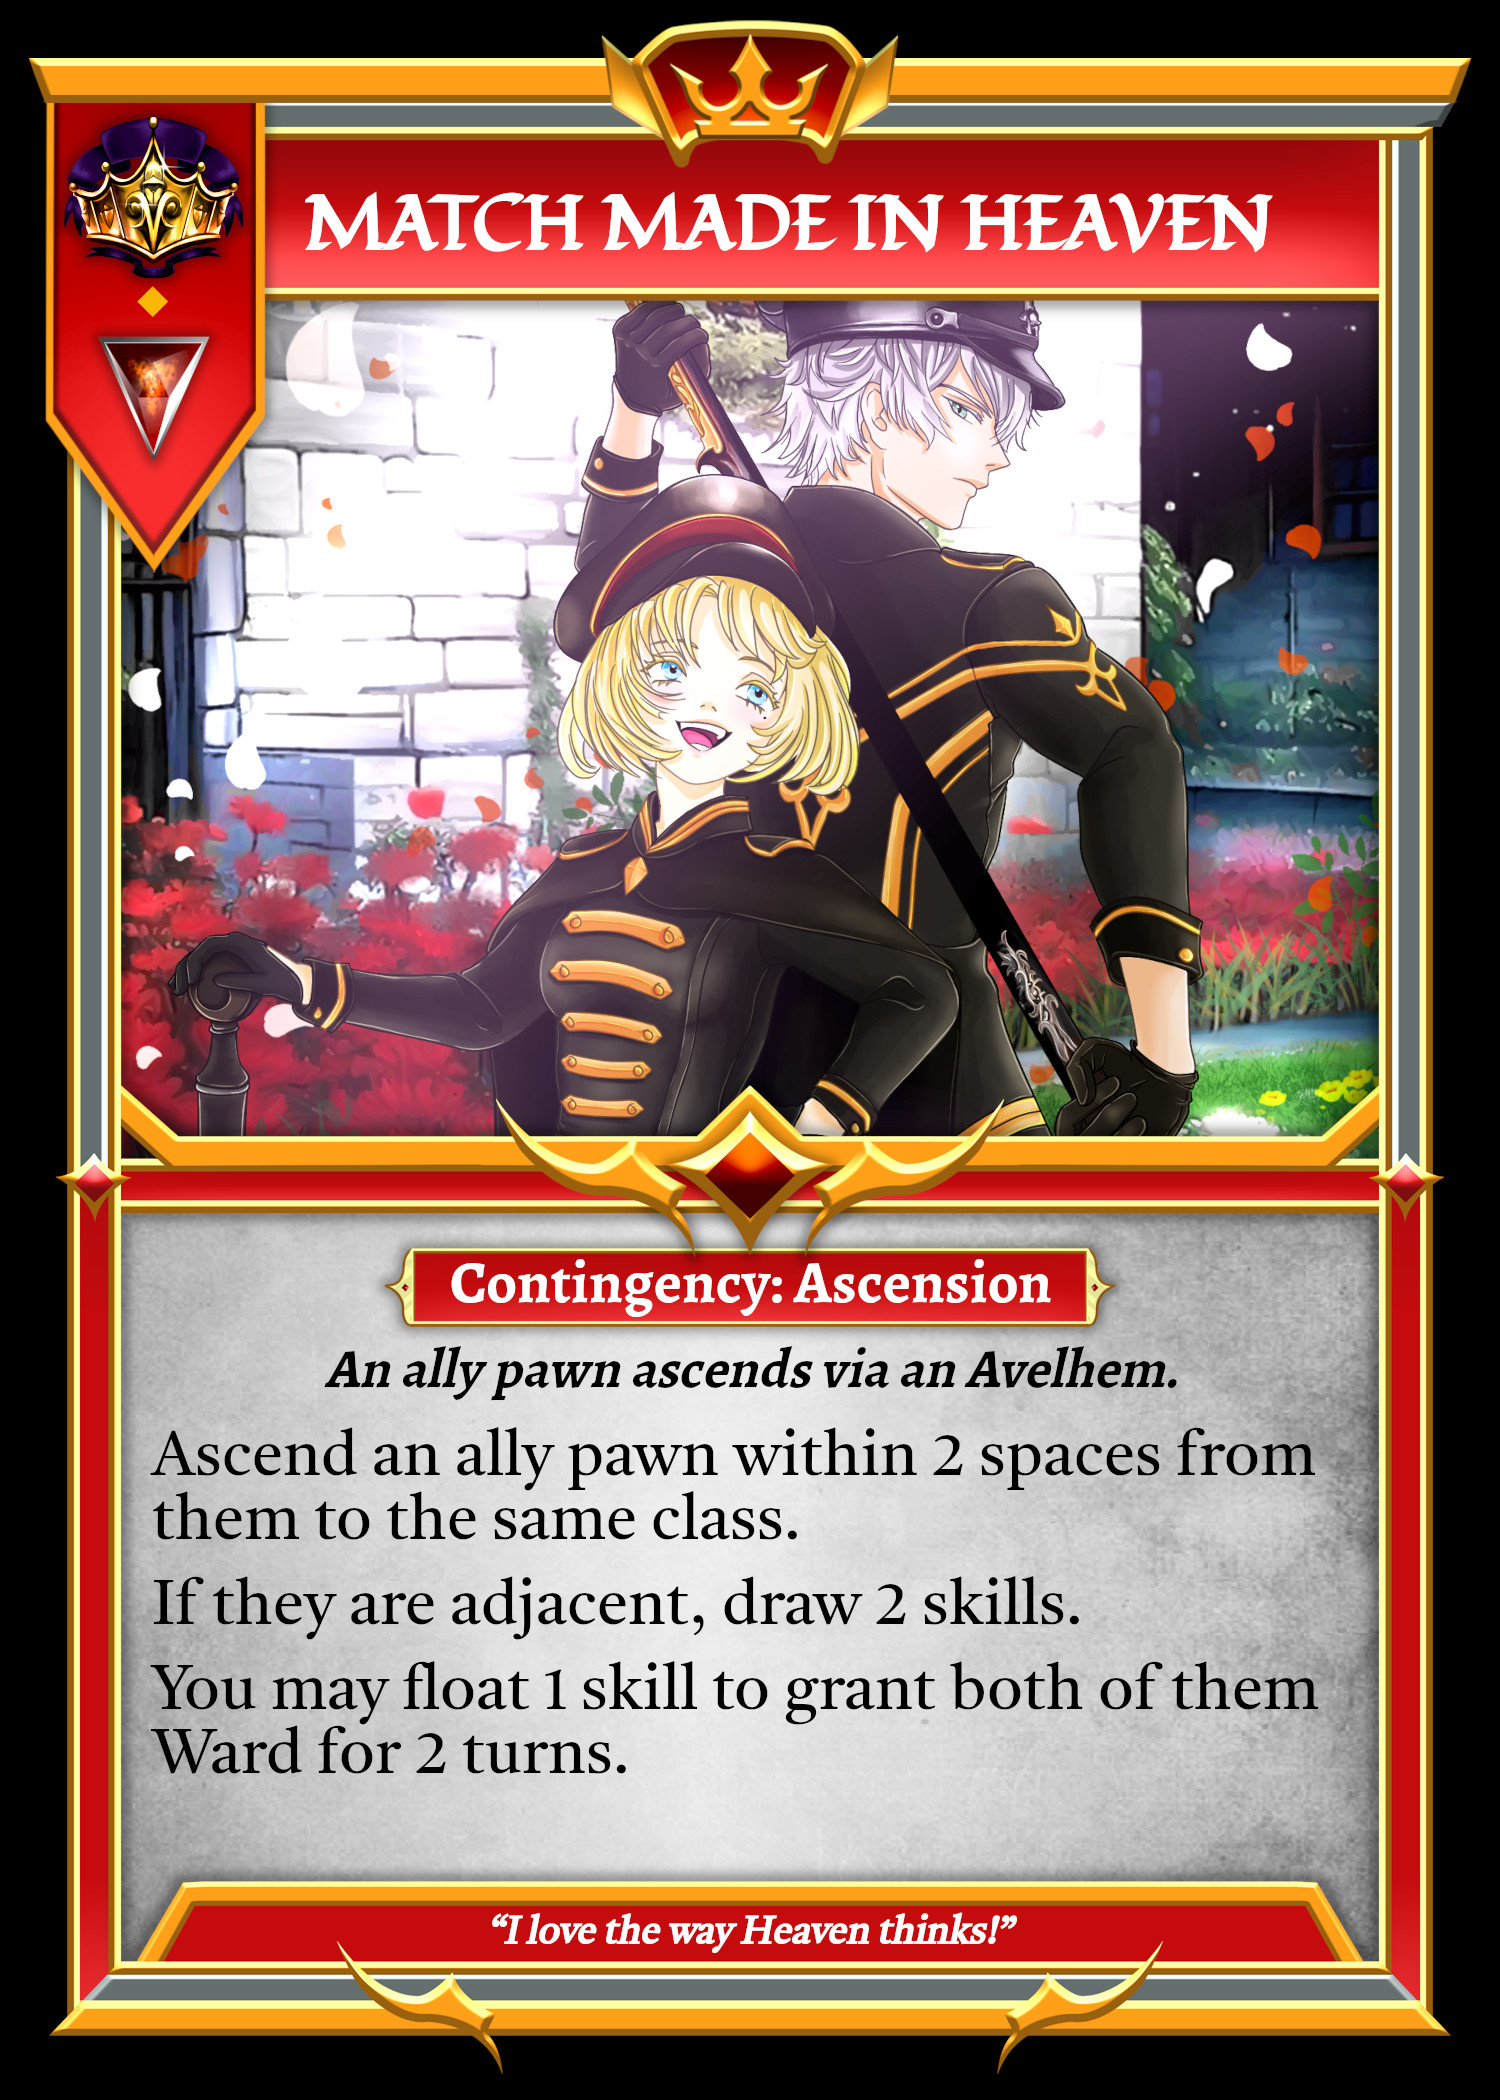 MATCH MADE IN HEAVEN
Contingency: Ascension
An ally pawn ascends via an Avelhem.
Ascend an ally pawn within 2 spaces from
them to the same class.
If they are adjacent, draw 2 skills.
You may float 1 skill to grant both of them
Ward for 2 turns.
“I love the way Heaven thinks!”